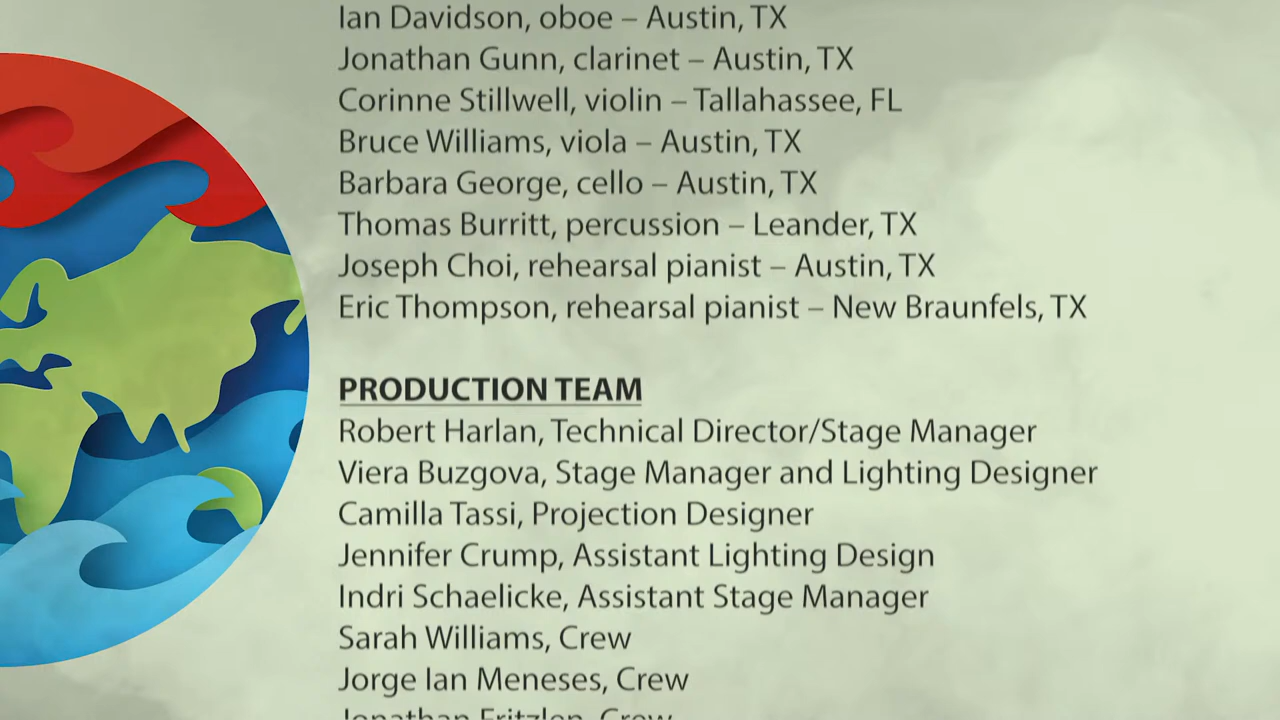 Ian Davidson, oboe – Austin, TX
Jonathan Gunn, clarinet – Austin, TX
Corinne Stillwell, violin – Tallahassee, FL
Bruce Williams, viola – Austin, TX
Barbara George, cello – Austin, TX
Thomas Burritt, percussion – Leander, TX
Joseph Choi, rehearsal pianist – Austin, TX
Eric Thompson, rehearsal pianist – New Braunfels, TX
PRODUCTION TEAM
Robert Harlan, Technical Director/Stage Manager
Viera Buzgova, Stage Manager and Lighting Designer
Camilla Tassi, Projection Designer
Jennifer Crump, Assistant Lighting Design
Indri Schaelicke, Assistant Stage Manager
Sarah Williams, Crew
Jorge Ian Meneses, Crew
Jonathan Fritzlen, Crew